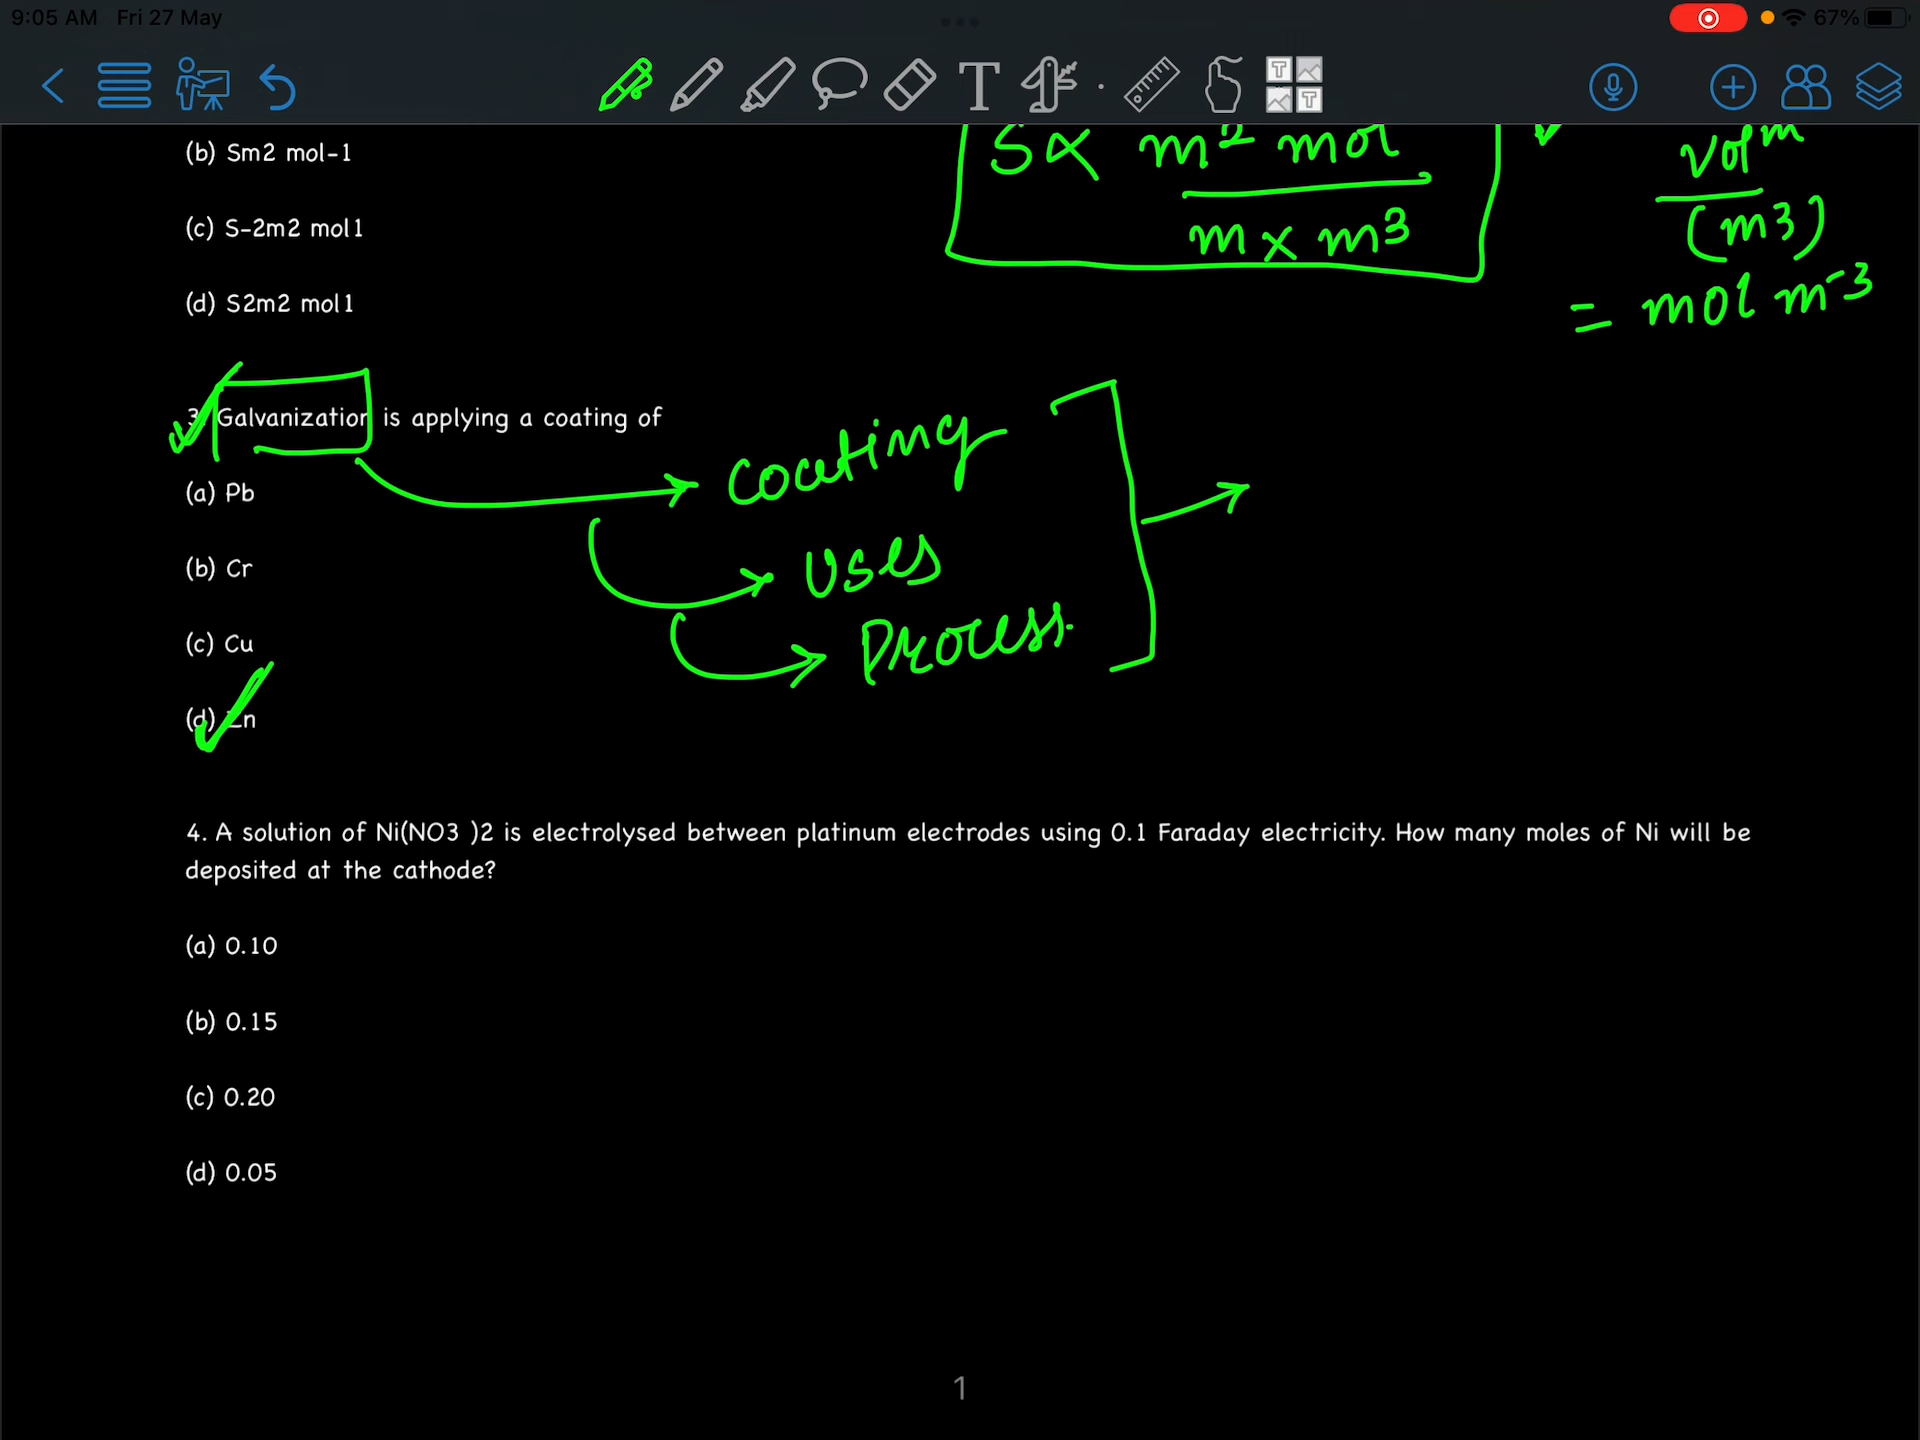 9:05 AM Fri 27 May
67%
T
(b) Sm2 mol-1
(c) S-2m2 mol1
(d) S2m2 mol1
S ∝ m2 mol
m x m3
volm
(m3)
= mol m-3
3. Galvanization is applying a coating of
(a) Pb
(b) Cr
(c) Cu
(d) Zn
Coating
Uses
Process.
4. A solution of Ni(NO3 )2 is electrolysed between platinum electrodes using 0.1 Faraday electricity. How many moles of Ni will be
deposited at the cathode?
(a) 0.10
(b) 0.15
(c) 0.20
(d) 0.05
1